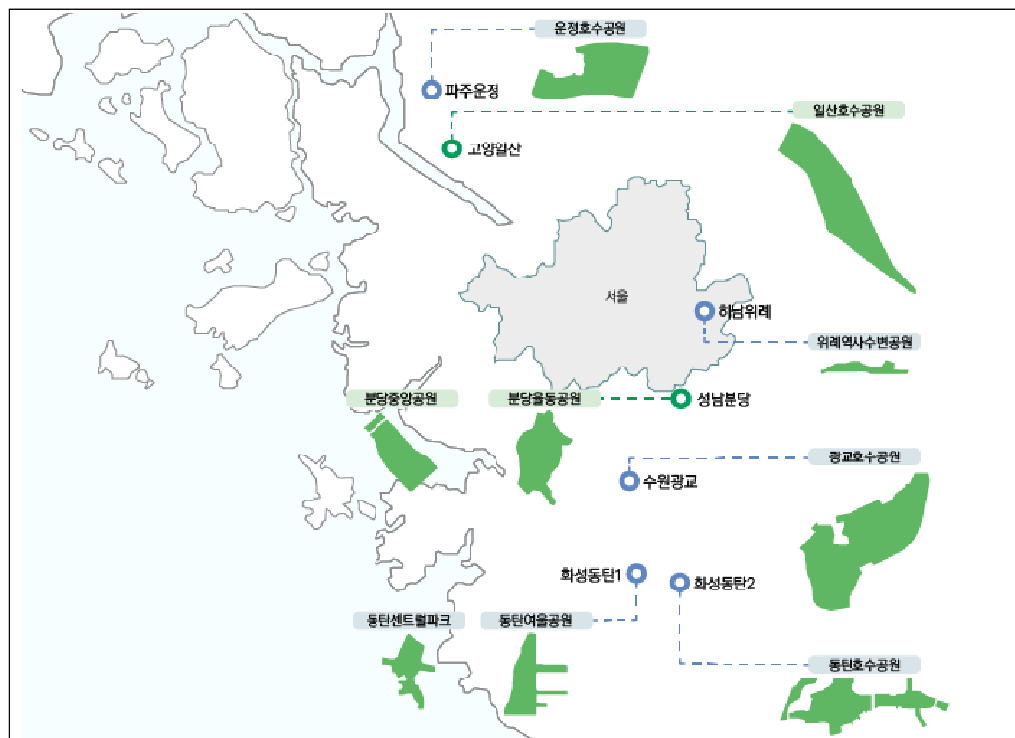 운정호수공원
파주운정
일산호수공원
고양일산
서울
하남위례
위례역사수변공원
분당중앙공원
분당율동공원
성남분당
광교호수공원
수원광교
화성동탄1
화성동탄2
동탄센트럴파크
동탄여울공원
동탄호수공원